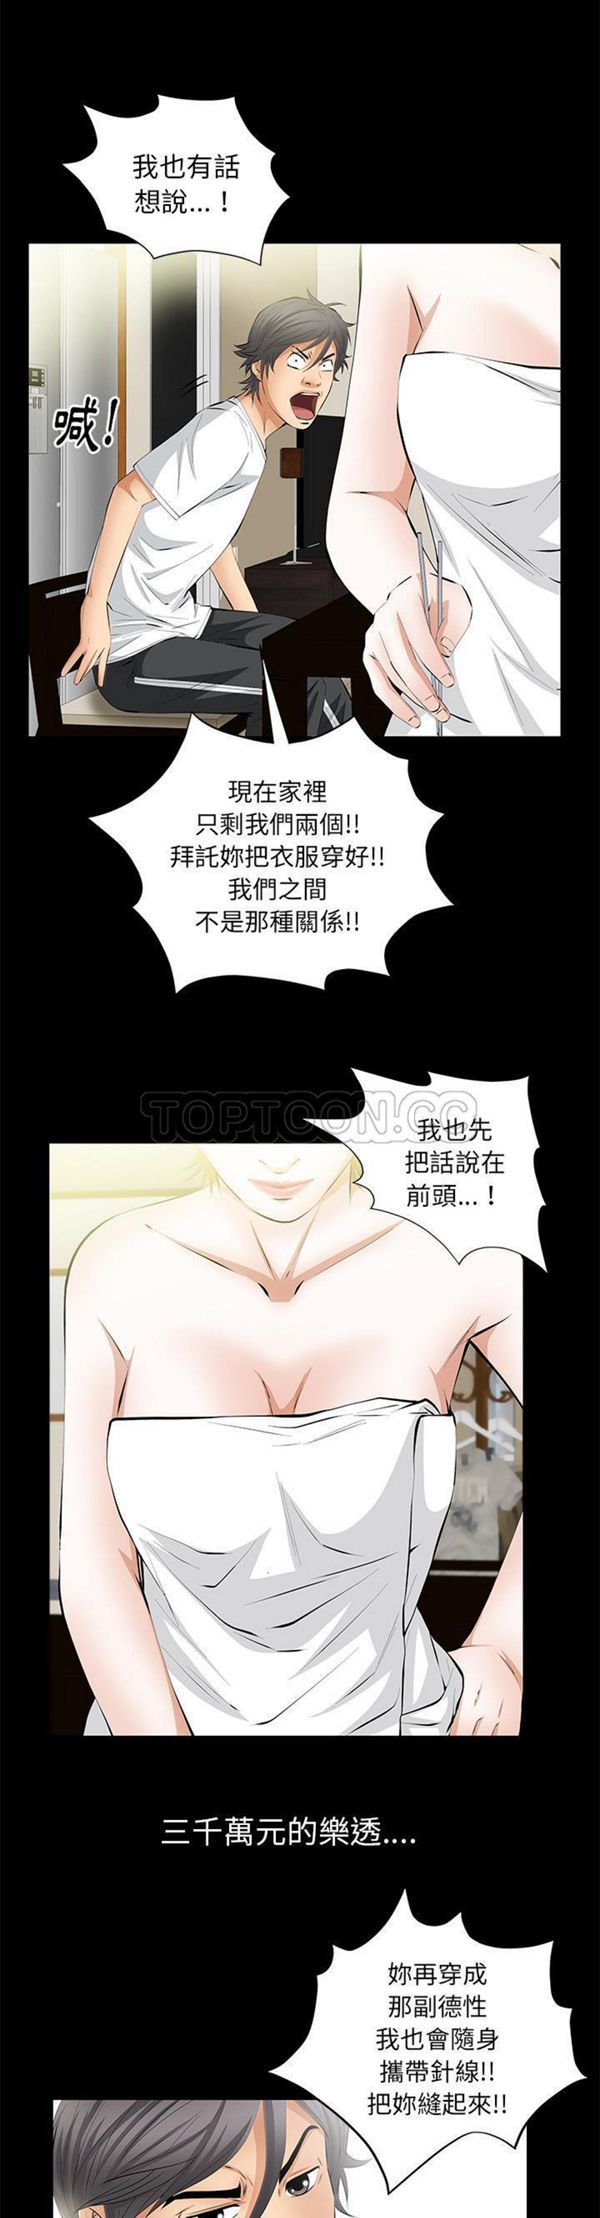 我也有話
想說...！
喊！
現在家裡
只剩我們兩個!!
拜託妳把衣服穿好!!
我們之間
不是那種關係!!
TOPTOON.CC
我也先
把話說在
前頭...！
三千萬元的樂透....
妳再穿成
那副德性
我也會隨身
攜帶針線!!
把妳縫起來!!